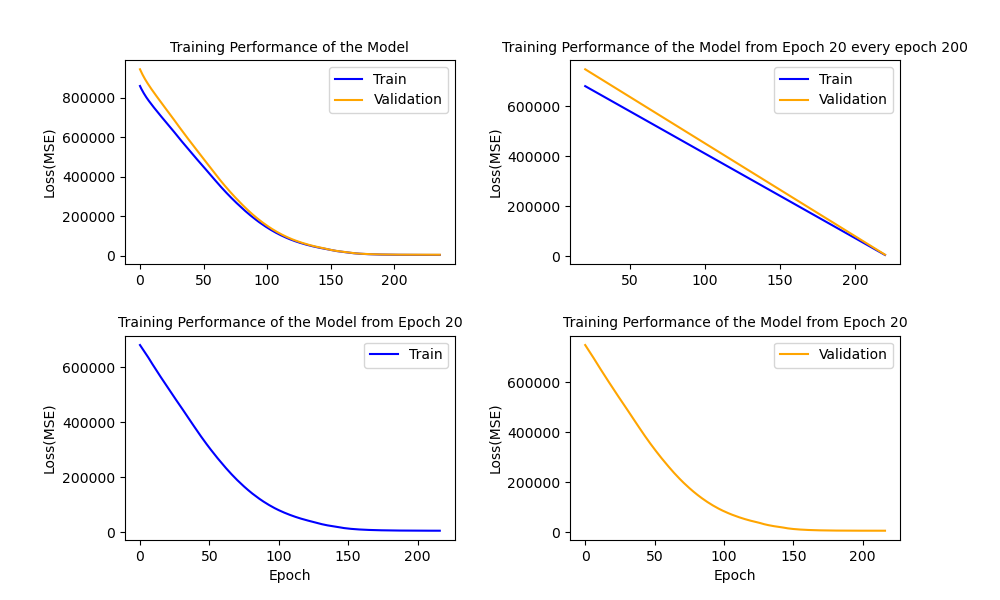 Training Performance of the Model
Loss(MSE)
800000
600000
400000
200000
0
0 50 100 150 200
Train
Validation
Training Performance of the Model from Epoch 20 every epoch 200
Loss(MSE)
600000
400000
200000
0
50 100 150 200
Train
Validation
Training Performance of the Model from Epoch 20
Loss(MSE)
600000
400000
200000
0
0 50 100 150 200
Epoch
Train
Training Performance of the Model from Epoch 20
Loss(MSE)
600000
400000
200000
0
0 50 100 150 200
Epoch
Validation